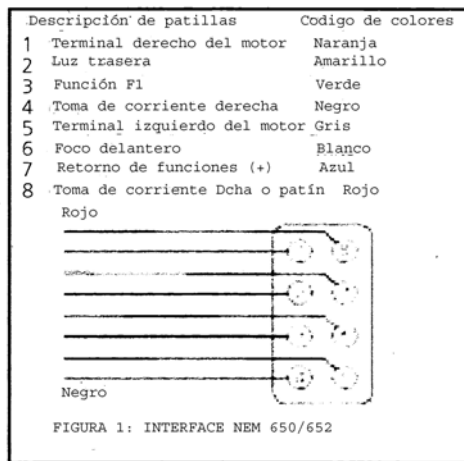 Descripción de patillas Codigo de colores
1 Terminal derecho del motor Naranja
2 Luz trasera Amarillo
3 Función F1 Verde
4 Toma de corriente derecha Negro
5 Terminal izquierdo del motor Gris
6 Foco delantero Blanco
7 Retorno de funciones (+) Azul
8 Toma de corriente Dcha o patín Rojo
Rojo
Negro
FIGURA 1: INTERFACE NEM 650/652